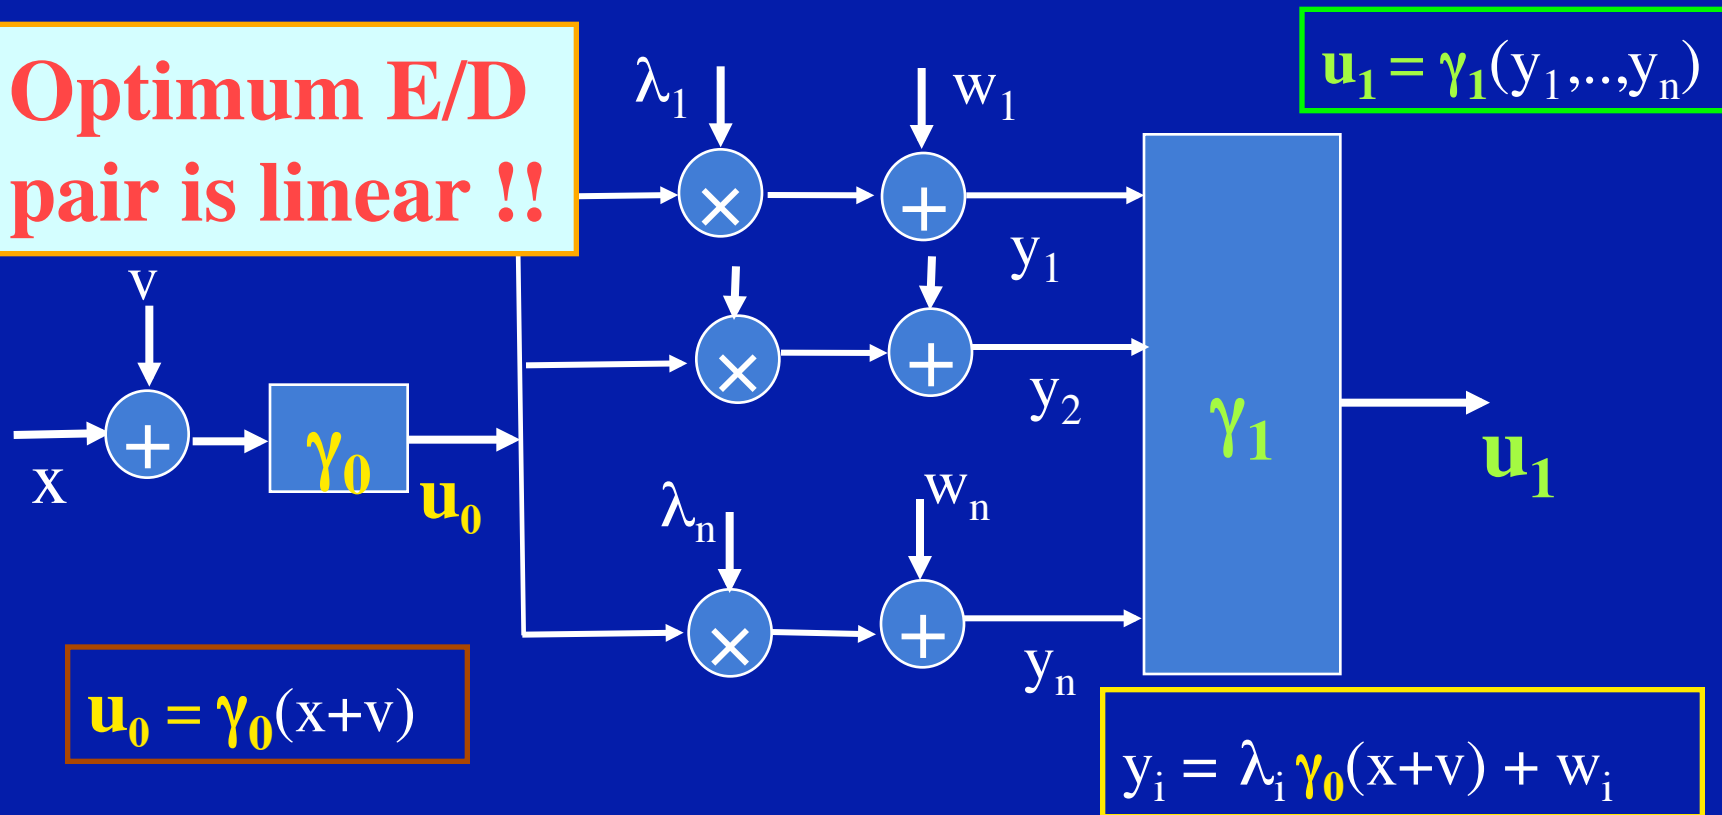 Optimum E/D
pair is linear !!
λ₁
w₁
u₁ = γ₁(y₁,..,yₙ)
×
+
y₁
v
×
+
y₂
+
x
γ₀
u₀
γ₁
u₁
λₙ
wₙ
×
+
yₙ
u₀ = γ₀(x+v)
yᵢ = λᵢ γ₀(x+v) + wᵢ